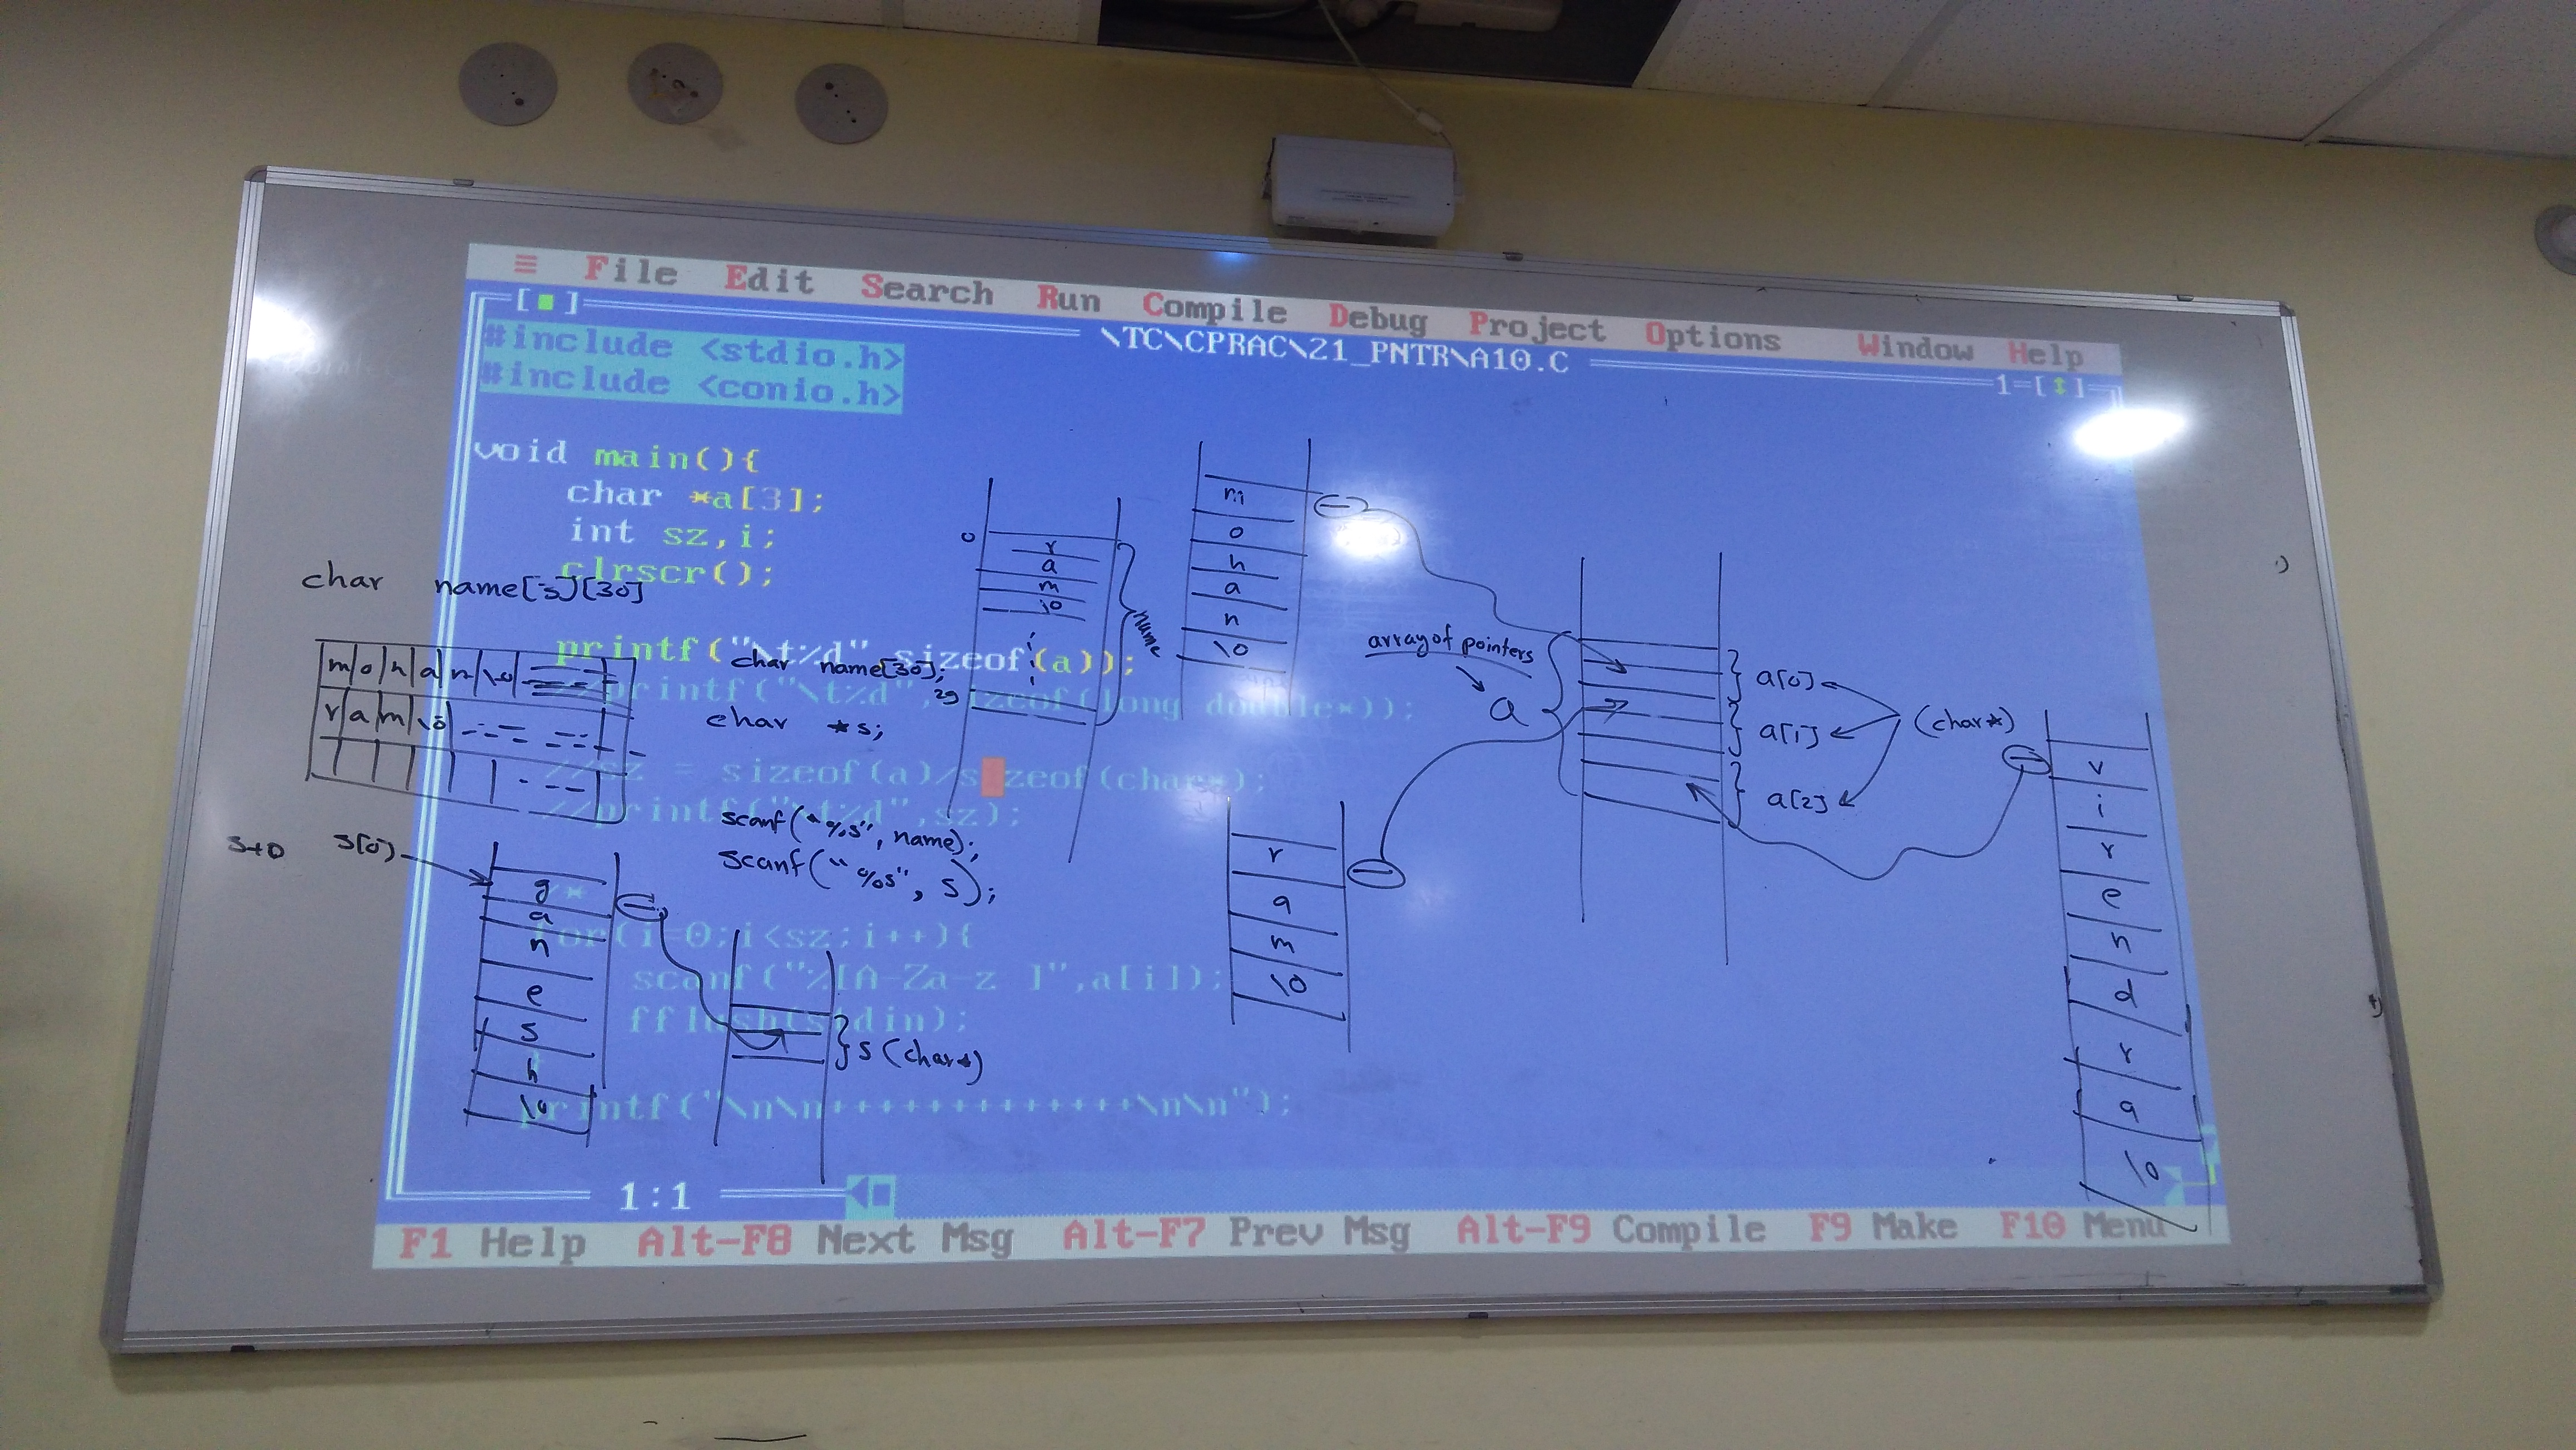 ≡ File Edit Search Run Compile Debug Project Options Window Help
[■] \TC\CPRAC\21_PNTR\A10.C 1=[↕]
#include <stdio.h>
#include <conio.h>
void main(){
char *a[3];
int sz,i;
clrscr();
printf("\t%d" sizeof(a));
//printf("\t%d", sizeof(long double*));
//sz = sizeof(a)/sizeof(char*);
//printf("\t%d",sz);
/*
for(i=0;i<sz;i++){
scanf("%[A-Za-z ]",a[i]);
fflush(stdin);
}
printf("\n\n+++++++++++++\n\n");
1:1
F1 Help Alt-F8 Next Msg Alt-F7 Prev Msg Alt-F9 Compile F9 Make F10 Menu
char name[3][30]
m o h a n \0
r a m \0
char name[30];
char *s;
scanf("%s", name);
scanf("%s", s);
s+0 s[0]
g
a
n
e
s
h
\0
s (char*)
0
r
a
m
\0
29
name
m
o
h
a
n
\0
r
a
m
\0
array of pointers
a
a[0]
a[1]
a[2]
(char*)
v
i
r
e
n
d
r
a
\0